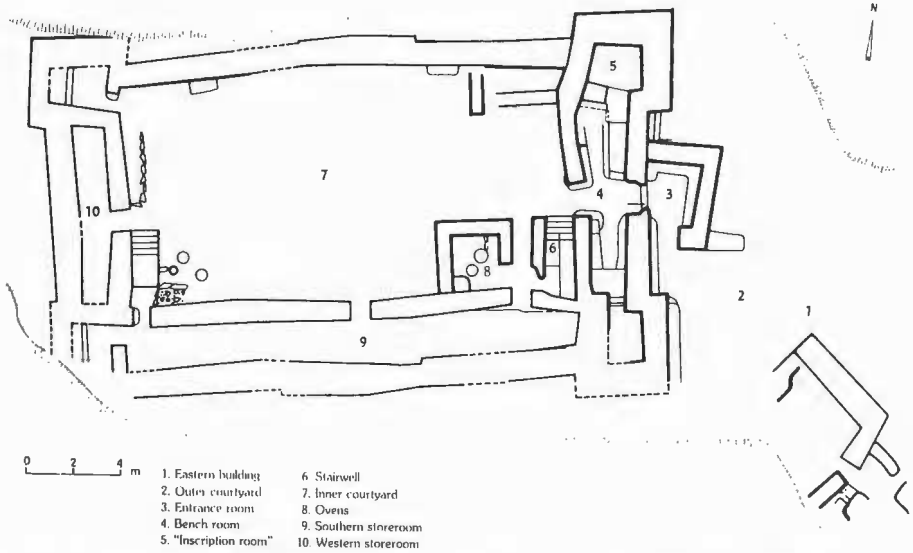 N
5
7
4
3
10
6
8
2
1
9
0 2 4 m
1. Eastern building
2. Outer courtyard
3. Entrance room
4. Bench room
5. "Inscription room"
6 Stairwell
7. Inner courtyard
8. Ovens
9. Southern storeroom
10. Western storeroom